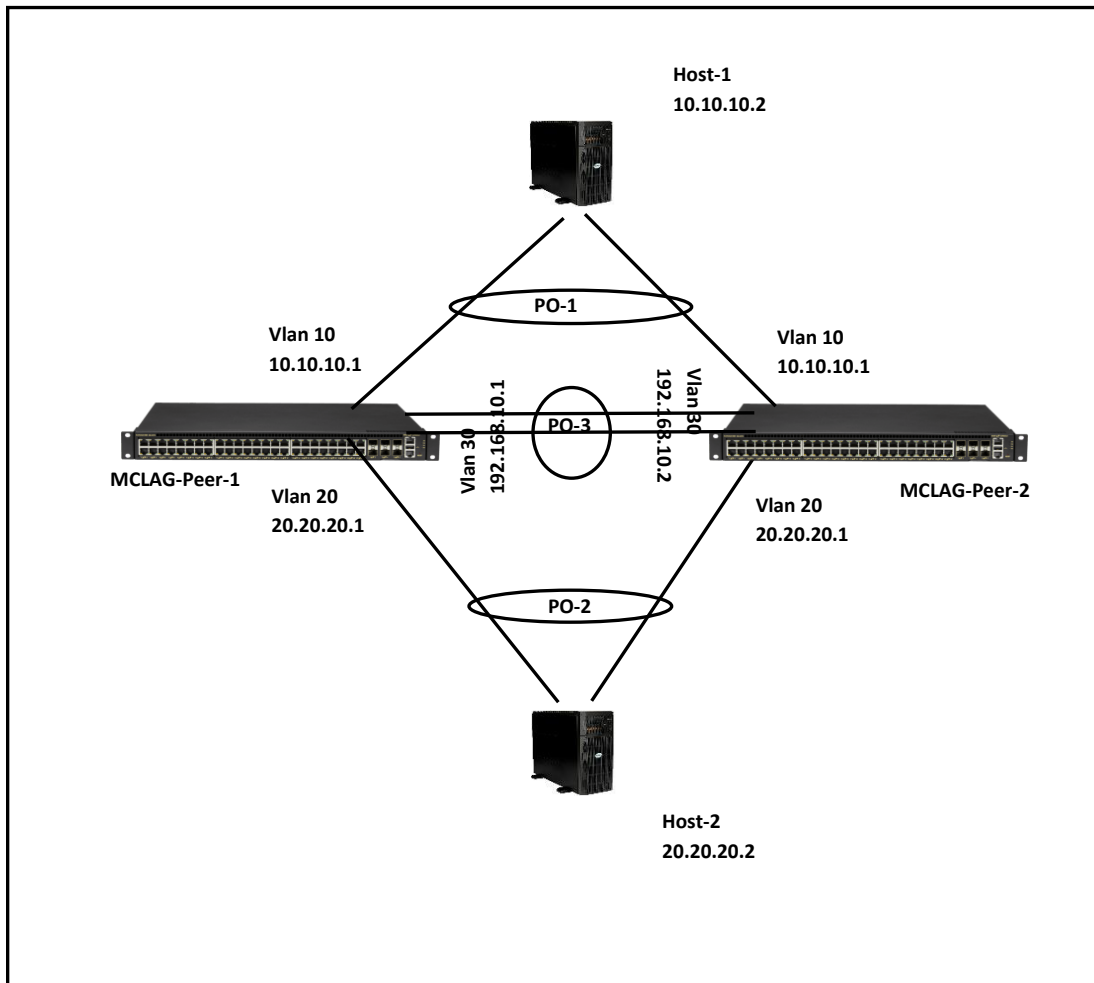 Host-1
10.10.10.2
PO-1
Vlan 10
10.10.10.1
Vlan 10
10.10.10.1
Vlan 30
192.168.10.1
PO-3
Vlan 30
192.168.10.2
MCLAG-Peer-1
MCLAG-Peer-2
Vlan 20
20.20.20.1
Vlan 20
20.20.20.1
PO-2
Host-2
20.20.20.2